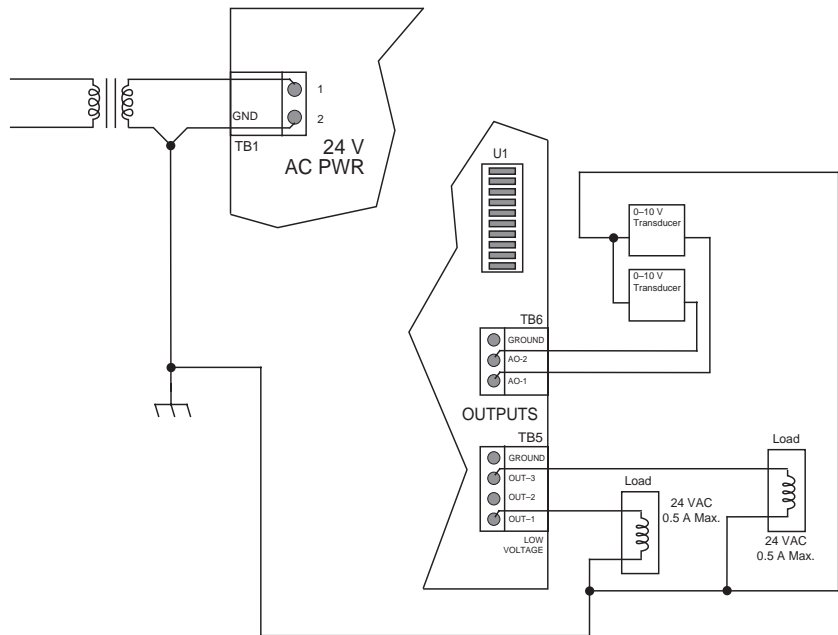 1
GND
2
TB1
24 V
AC PWR
U1
0–10 V
Transducer
0–10 V
Transducer
TB6
GROUND
AO-2
AO-1
OUTPUTS
TB5
GROUND
OUT–3
OUT–2
OUT–1
LOW
VOLTAGE
Load
24 VAC
0.5 A Max.
Load
24 VAC
0.5 A Max.